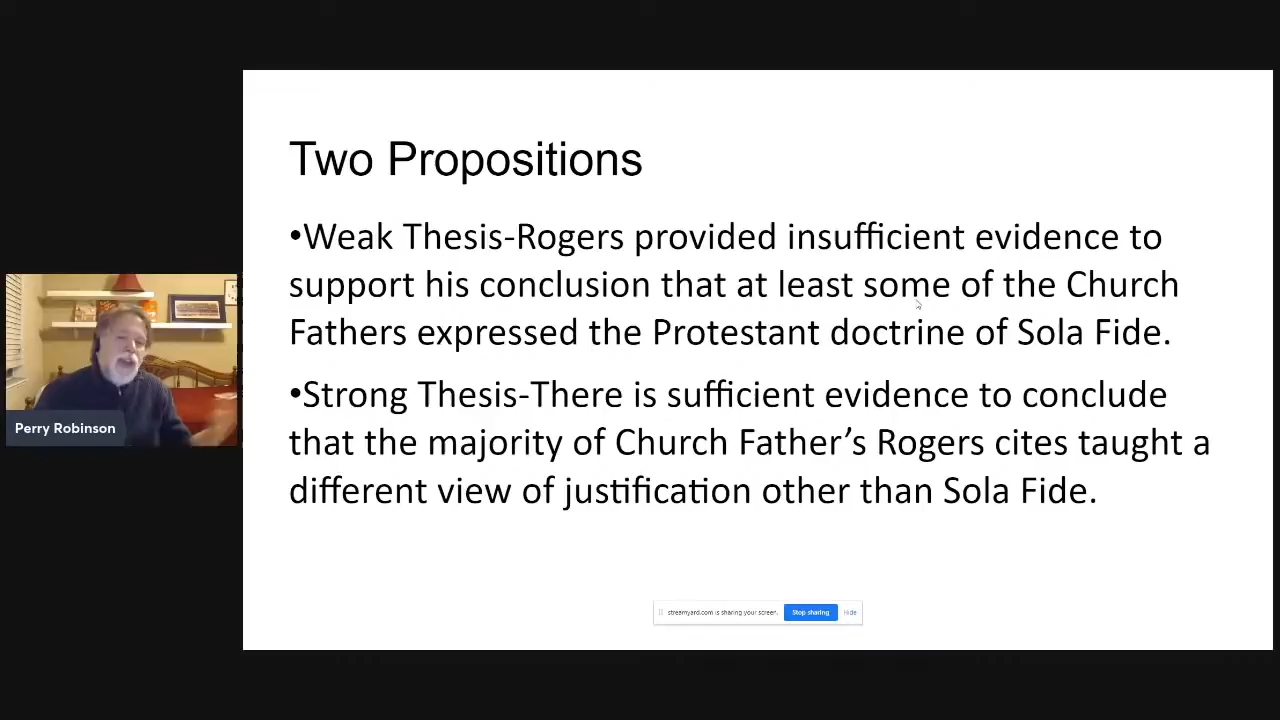 Two Propositions
•Weak Thesis-Rogers provided insufficient evidence to
support his conclusion that at least some of the Church
Fathers expressed the Protestant doctrine of Sola Fide.
•Strong Thesis-There is sufficient evidence to conclude
that the majority of Church Father’s Rogers cites taught a
different view of justification other than Sola Fide.
Perry Robinson
streamyard.com is sharing your screen. Stop sharing Hide